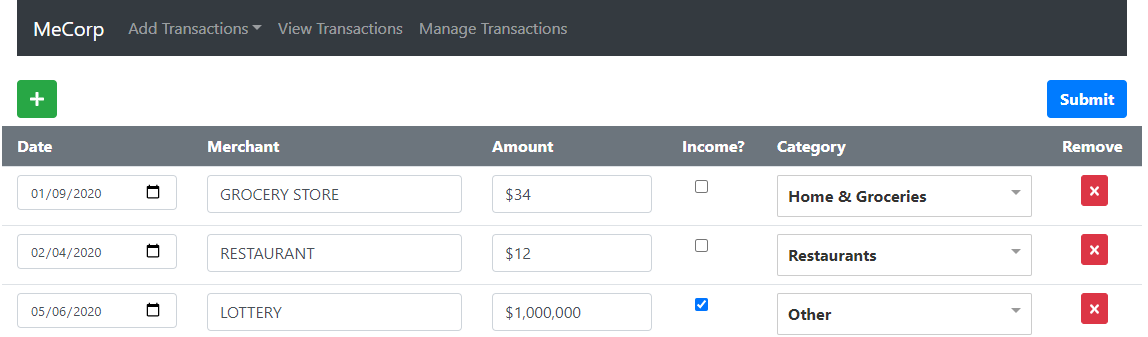 MeCorp Add Transactions View Transactions Manage Transactions
+ Submit
Date Merchant Amount Income? Category Remove
01/09/2020 GROCERY STORE $34 Home & Groceries ×
02/04/2020 RESTAURANT $12 Restaurants ×
05/06/2020 LOTTERY $1,000,000 Other ×